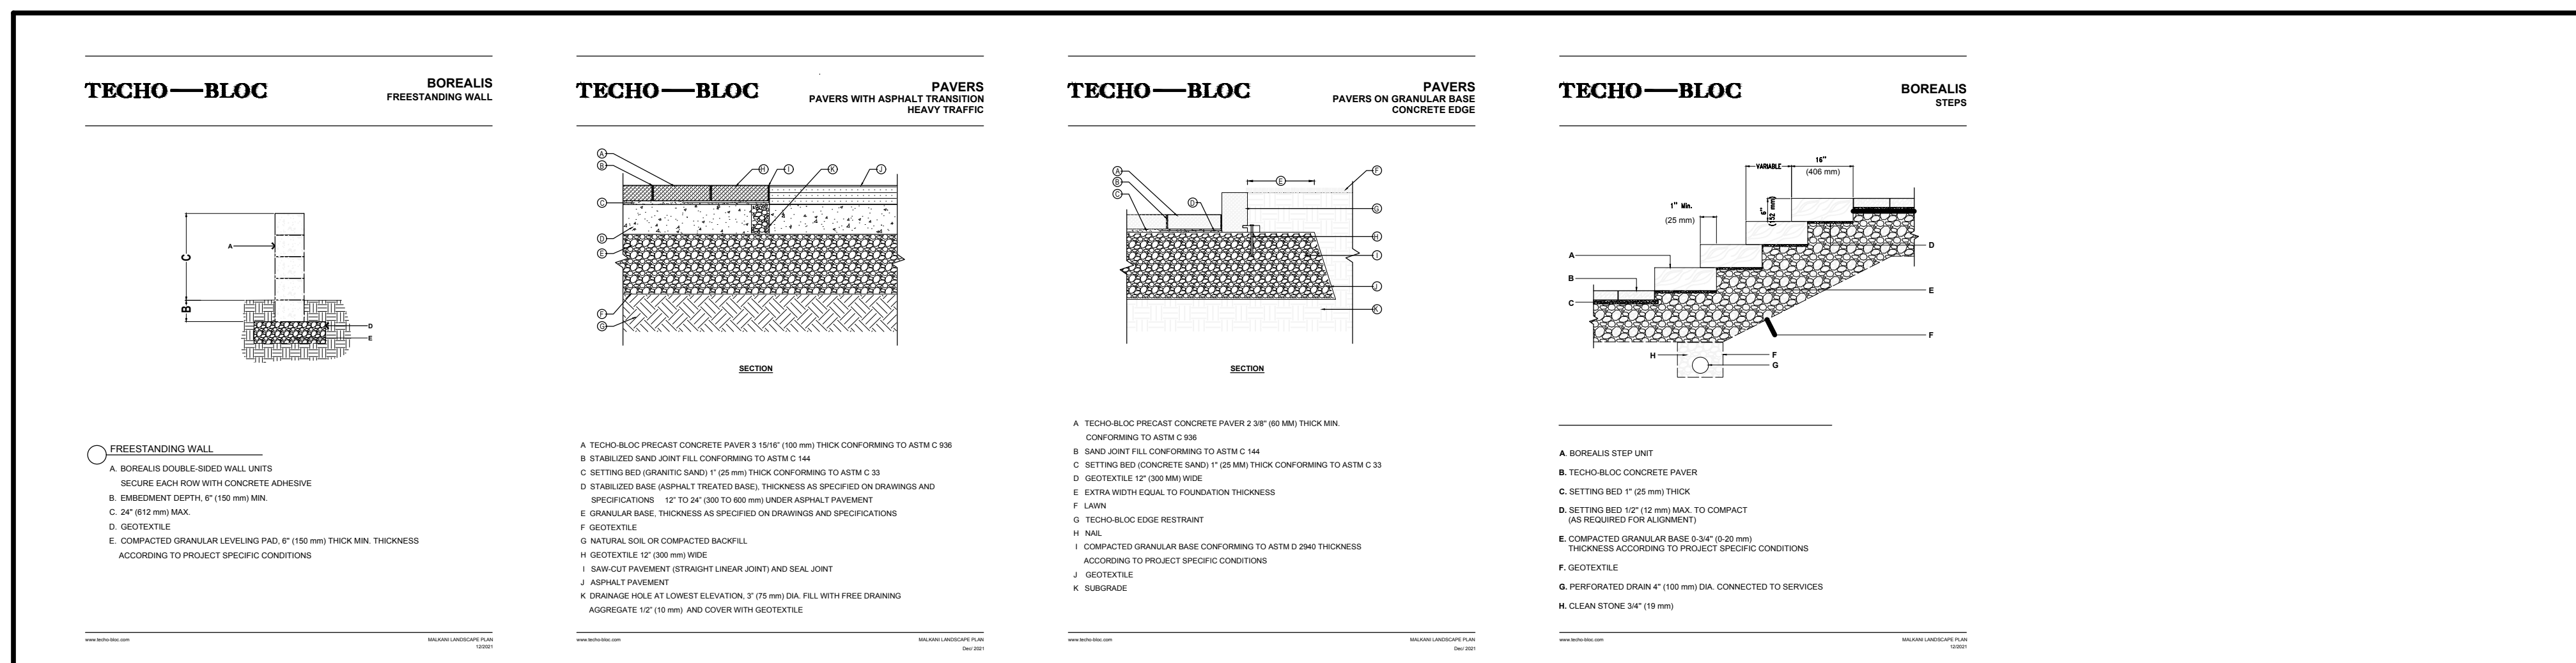 TECHO—BLOC
BOREALIS
FREESTANDING WALL
A
C
B
D
E
FREESTANDING WALL
A. BOREALIS DOUBLE-SIDED WALL UNITS
SECURE EACH ROW WITH CONCRETE ADHESIVE
B. EMBEDMENT DEPTH, 6" (150 mm) MIN.
C. 24" (612 mm) MAX.
D. GEOTEXTILE
E. COMPACTED GRANULAR LEVELING PAD, 6" (150 mm) THICK MIN. THICKNESS
ACCORDING TO PROJECT SPECIFIC CONDITIONS
www.techo-bloc.com
MALKANI LANDSCAPE PLAN
12/2021
TECHO—BLOC
PAVERS
PAVERS WITH ASPHALT TRANSITION
HEAVY TRAFFIC
A
B
H
I
K
J
C
D
E
F
G
SECTION
A TECHO-BLOC PRECAST CONCRETE PAVER 3 15/16" (100 mm) THICK CONFORMING TO ASTM C 936
B STABILIZED SAND JOINT FILL CONFORMING TO ASTM C 144
C SETTING BED (GRANITIC SAND) 1" (25 mm) THICK CONFORMING TO ASTM C 33
D STABILIZED BASE (ASPHALT TREATED BASE), THICKNESS AS SPECIFIED ON DRAWINGS AND
SPECIFICATIONS 12" TO 24" (300 TO 600 mm) UNDER ASPHALT PAVEMENT
E GRANULAR BASE, THICKNESS AS SPECIFIED ON DRAWINGS AND SPECIFICATIONS
F GEOTEXTILE
G NATURAL SOIL OR COMPACTED BACKFILL
H GEOTEXTILE 12" (300 mm) WIDE
I SAW-CUT PAVEMENT (STRAIGHT LINEAR JOINT) AND SEAL JOINT
J ASPHALT PAVEMENT
K DRAINAGE HOLE AT LOWEST ELEVATION, 3" (75 mm) DIA. FILL WITH FREE DRAINING
AGGREGATE 1/2" (10 mm) AND COVER WITH GEOTEXTILE
www.techo-bloc.com
MALKANI LANDSCAPE PLAN
Dec/ 2021
TECHO—BLOC
PAVERS
PAVERS ON GRANULAR BASE
CONCRETE EDGE
A
B
C
D
E
F
G
H
I
J
K
SECTION
A TECHO-BLOC PRECAST CONCRETE PAVER 2 3/8" (60 MM) THICK MIN.
CONFORMING TO ASTM C 936
B SAND JOINT FILL CONFORMING TO ASTM C 144
C SETTING BED (CONCRETE SAND) 1" (25 MM) THICK CONFORMING TO ASTM C 33
D GEOTEXTILE 12" (300 MM) WIDE
E EXTRA WIDTH EQUAL TO FOUNDATION THICKNESS
F LAWN
G TECHO-BLOC EDGE RESTRAINT
H NAIL
I COMPACTED GRANULAR BASE CONFORMING TO ASTM D 2940 THICKNESS
ACCORDING TO PROJECT SPECIFIC CONDITIONS
J GEOTEXTILE
K SUBGRADE
www.techo-bloc.com
MALKANI LANDSCAPE PLAN
Dec/ 2021
TECHO—BLOC
BOREALIS
STEPS
16"
VARIABLE
(406 mm)
1" Min.
(25 mm)
6"
(152 mm)
A
B
C
D
E
F
H
F
G
A. BOREALIS STEP UNIT
B. TECHO-BLOC CONCRETE PAVER
C. SETTING BED 1" (25 mm) THICK
D. SETTING BED 1/2" (12 mm) MAX. TO COMPACT
(AS REQUIRED FOR ALIGNMENT)
E. COMPACTED GRANULAR BASE 0-3/4" (0-20 mm)
THICKNESS ACCORDING TO PROJECT SPECIFIC CONDITIONS
F. GEOTEXTILE
G. PERFORATED DRAIN 4" (100 mm) DIA. CONNECTED TO SERVICES
H. CLEAN STONE 3/4" (19 mm)
www.techo-bloc.com
MALKANI LANDSCAPE PLAN
12/2021